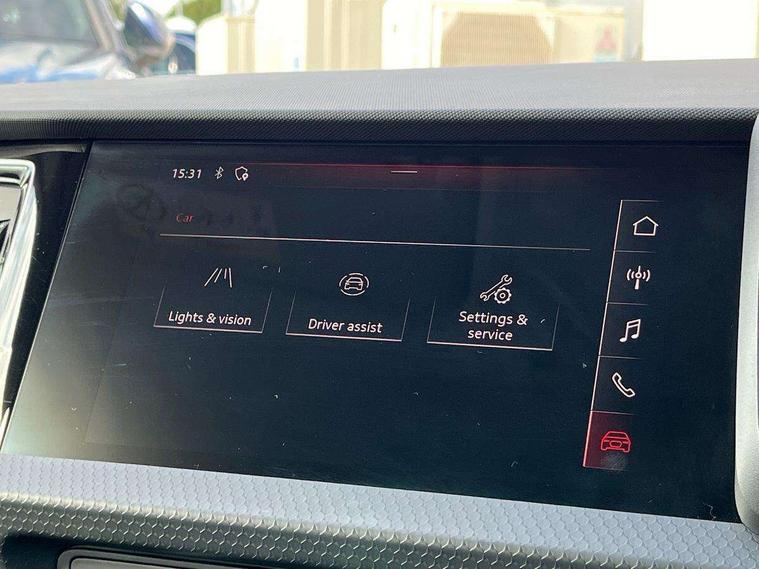 15:31
Car
Lights & vision
Driver assist
Settings &
service